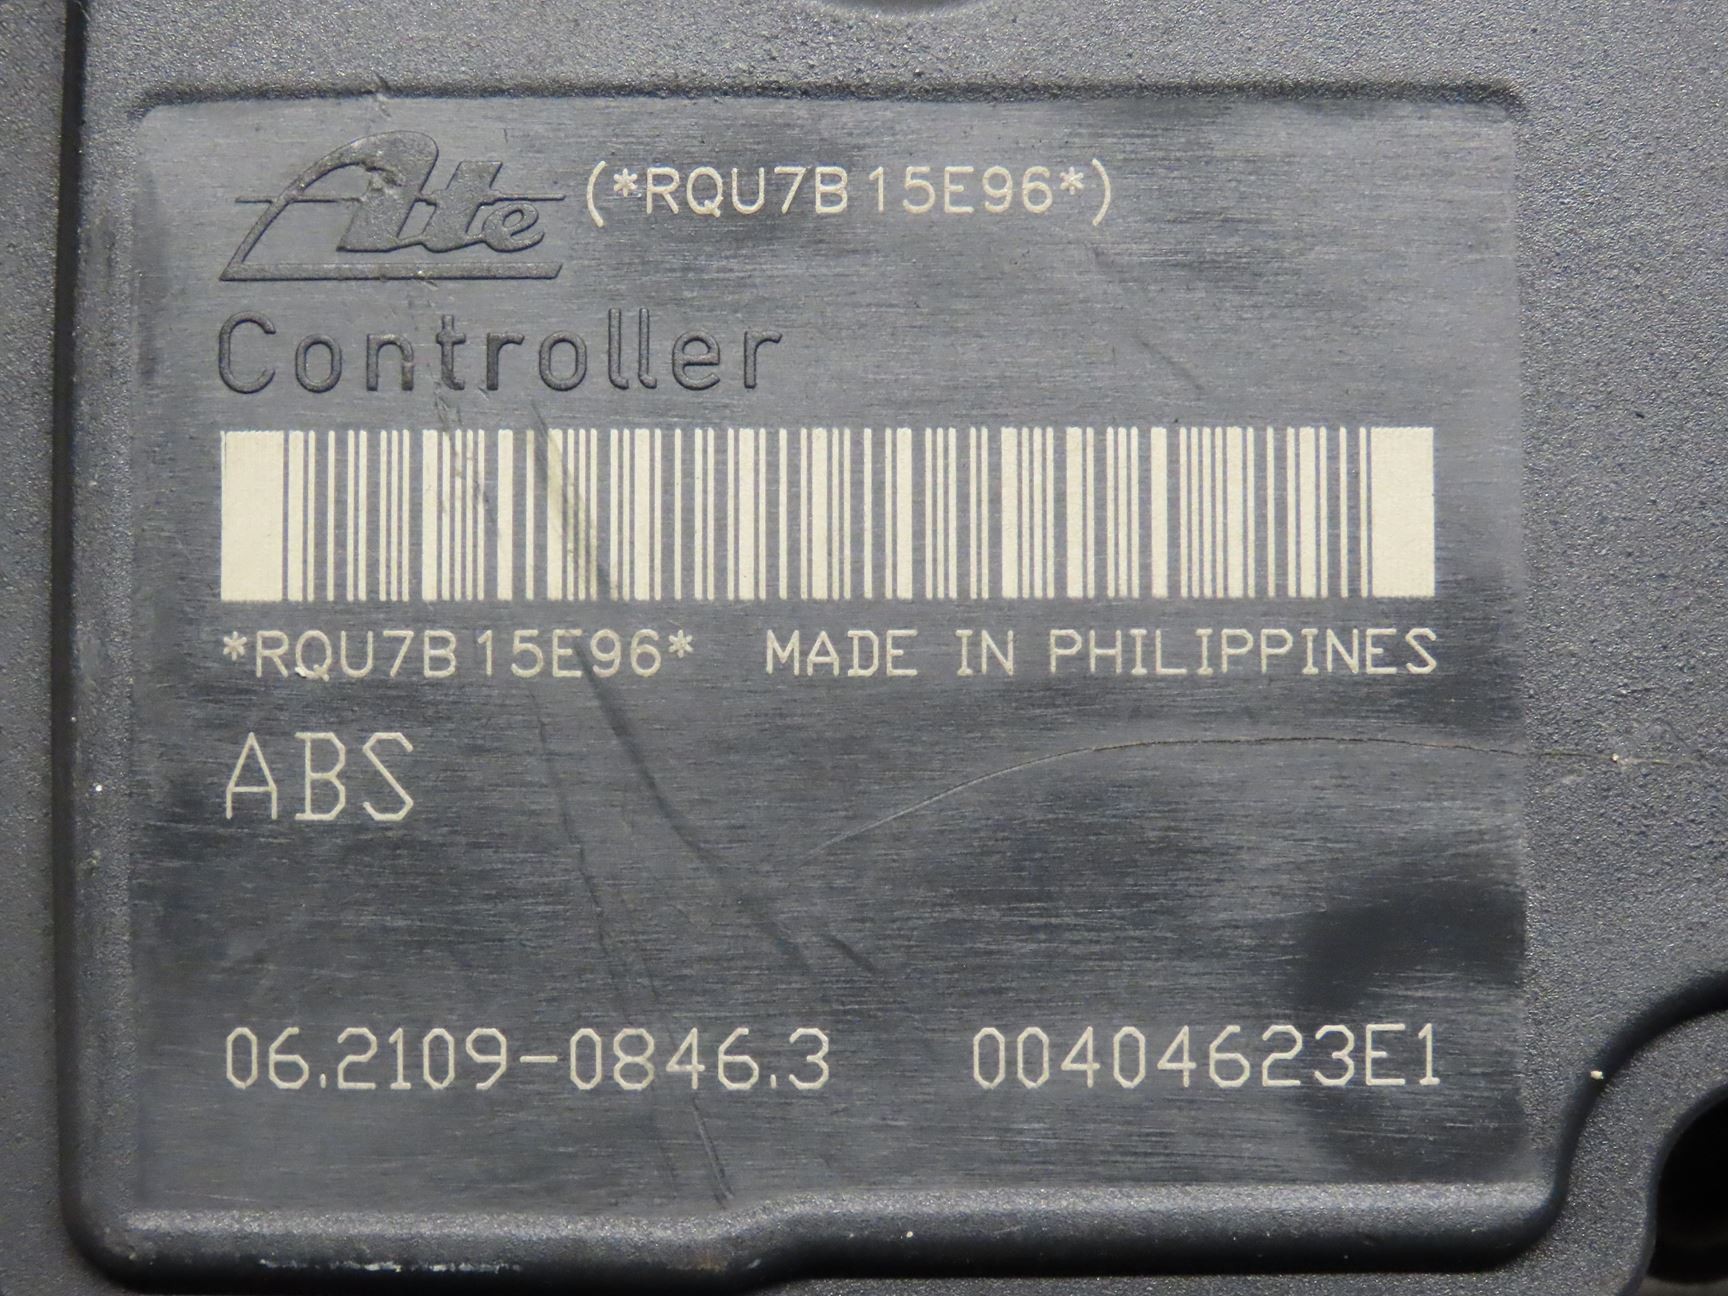 Ate (*RQU7B15E96*)
Controller
*RQU7B15E96* MADE IN PHILIPPINES
ABS
06.2109-0846.3 00404623E1